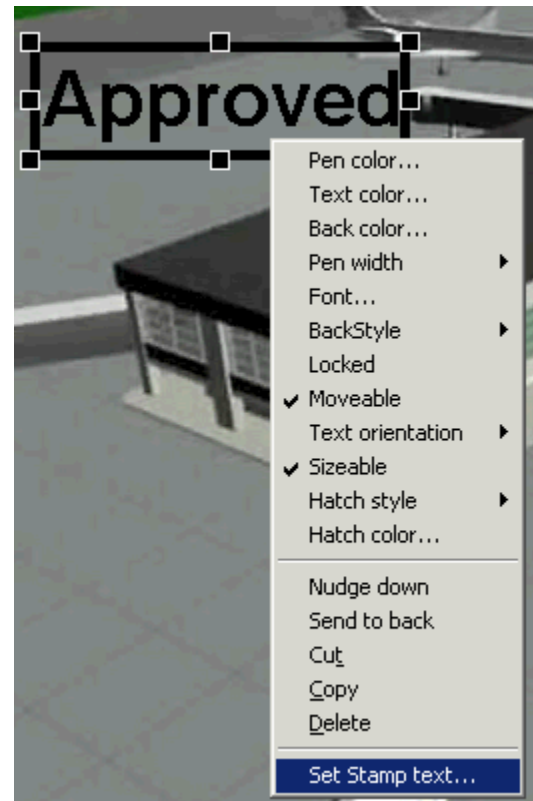 Approved
Pen color...
Text color...
Back color...
Pen width
Font...
BackStyle
Locked
Moveable
Text orientation
Sizeable
Hatch style
Hatch color...
Nudge down
Send to back
Cut
Copy
Delete
Set Stamp text...